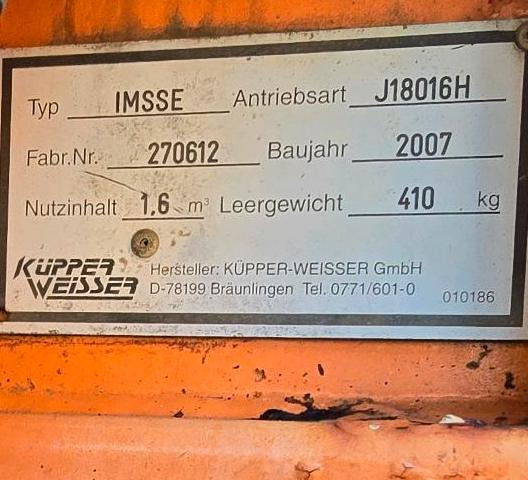 Typ IMSSE Antriebsart J18016H
Fabr.Nr. 270612 Baujahr 2007
Nutzinhalt 1.6 m³ Leergewicht 410 kg
KÜPPER WEISSER Hersteller: KÜPPER-WEISSER GmbH
D-78199 Bräunlingen Tel. 0771/601-0 010186